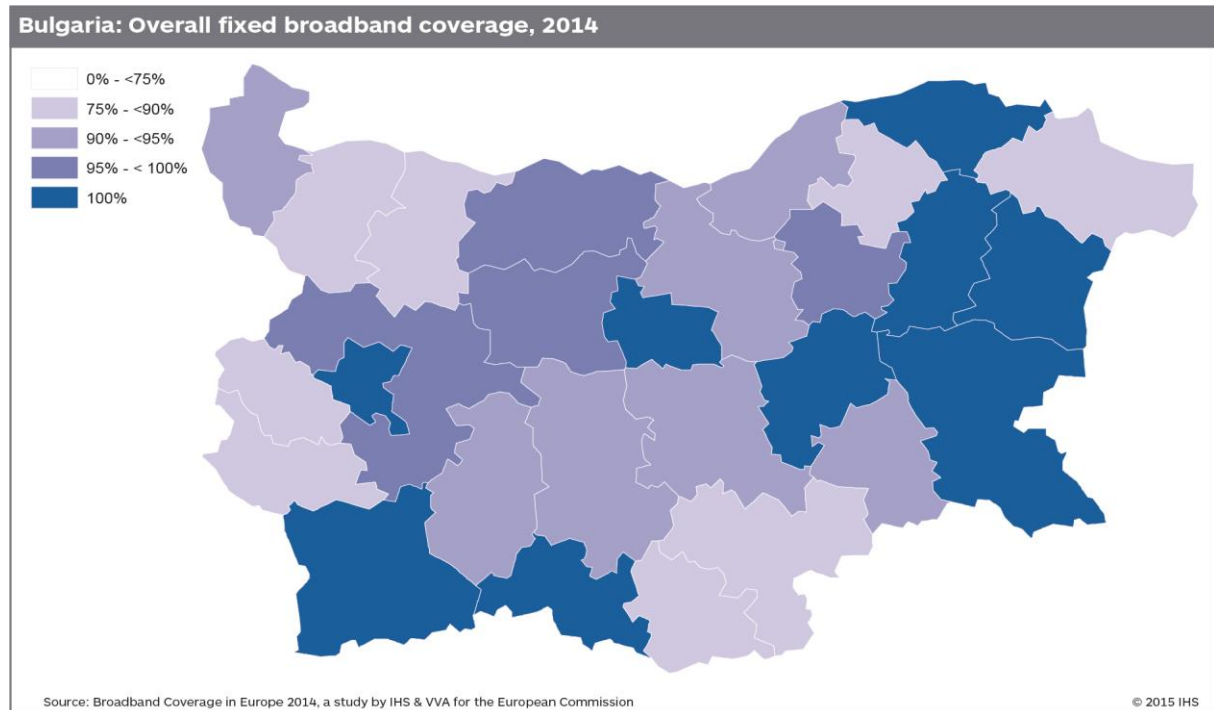 Bulgaria: Overall fixed broadband coverage, 2014
0% - <75%
75% - <90%
90% - <95%
95% - < 100%
100%
Source: Broadband Coverage in Europe 2014, a study by IHS & VVA for the European Commission
© 2015 IHS